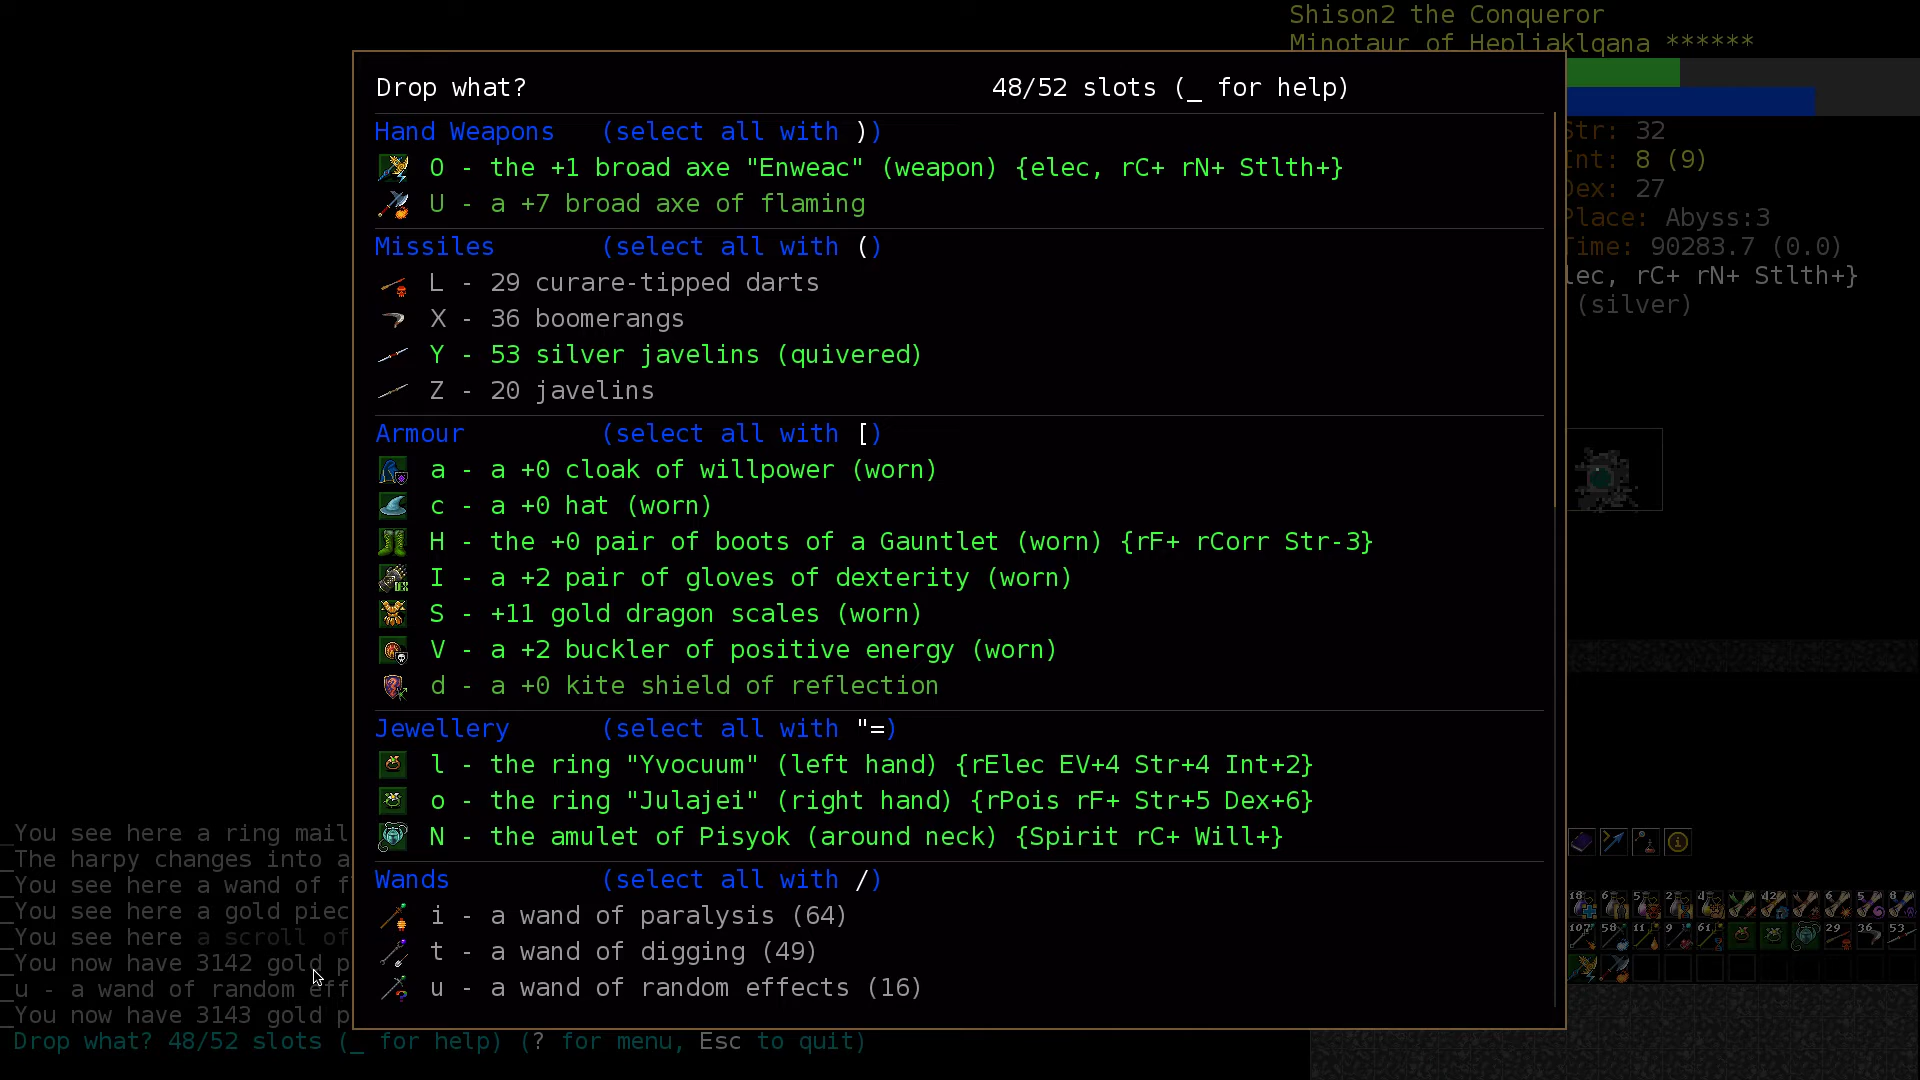 Shison2 the Conqueror
Minotaur of Hepliaklqana ******
Drop what? 48/52 slots (_ for help)
Hand Weapons (select all with ))
O - the +1 broad axe "Enweac" (weapon) {elec, rC+ rN+ Stlth+}
U - a +7 broad axe of flaming
Missiles (select all with ()
L - 29 curare-tipped darts
X - 36 boomerangs
Y - 53 silver javelins (quivered)
Z - 20 javelins
Armour (select all with [)
a - a +0 cloak of willpower (worn)
c - a +0 hat (worn)
H - the +0 pair of boots of a Gauntlet (worn) {rF+ rCorr Str-3}
I - a +2 pair of gloves of dexterity (worn)
S - +11 gold dragon scales (worn)
V - a +2 buckler of positive energy (worn)
d - a +0 kite shield of reflection
Jewellery (select all with "=)
l - the ring "Yvocuum" (left hand) {rElec EV+4 Str+4 Int+2}
o - the ring "Julajei" (right hand) {rPois rF+ Str+5 Dex+6}
N - the amulet of Pisyok (around neck) {Spirit rC+ Will+}
Wands (select all with /)
i - a wand of paralysis (64)
t - a wand of digging (49)
u - a wand of random effects (16)
Str: 32
Int: 8 (9)
Dex: 27
Place: Abyss:3
Time: 90283.7 (0.0)
lec, rC+ rN+ Stlth+}
(silver)
_You see here a ring mail
_The harpy changes into a
_You see here a wand of f
_You see here a gold piec
_You see here a scroll of
_You now have 3142 gold p
_u - a wand of random eff
_You now have 3143 gold p
Drop what? 48/52 slots (_ for help) (? for menu, Esc to quit)